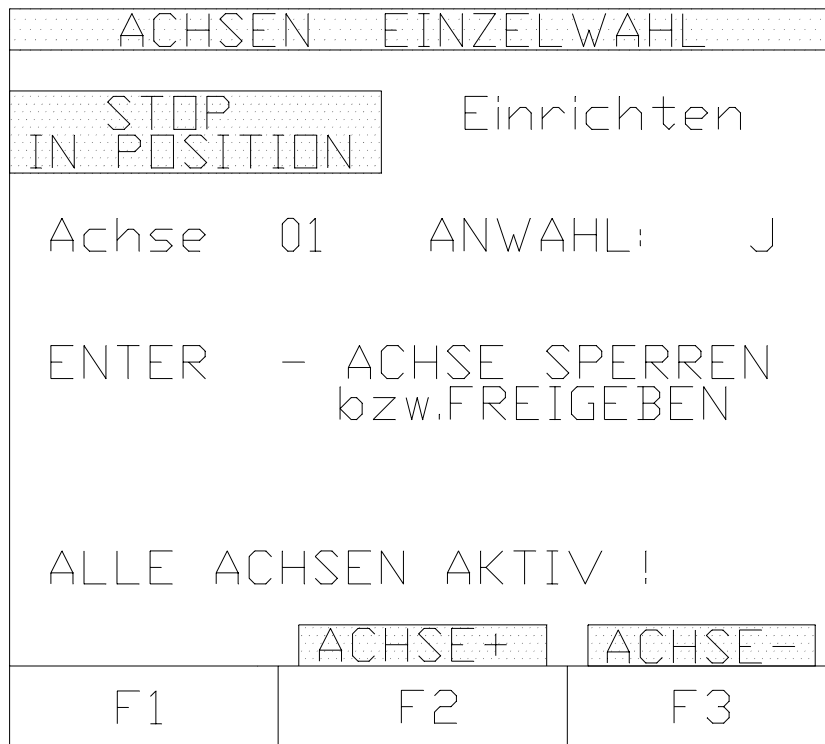 ACHSEN EINZELWAHL
STOP
IN POSITION
Einrichten
Achse 01 ANWAHL: J
ENTER - ACHSE SPERREN
bzw.FREIGEBEN
ALLE ACHSEN AKTIV !
ACHSE+ ACHSE-
F1 F2 F3